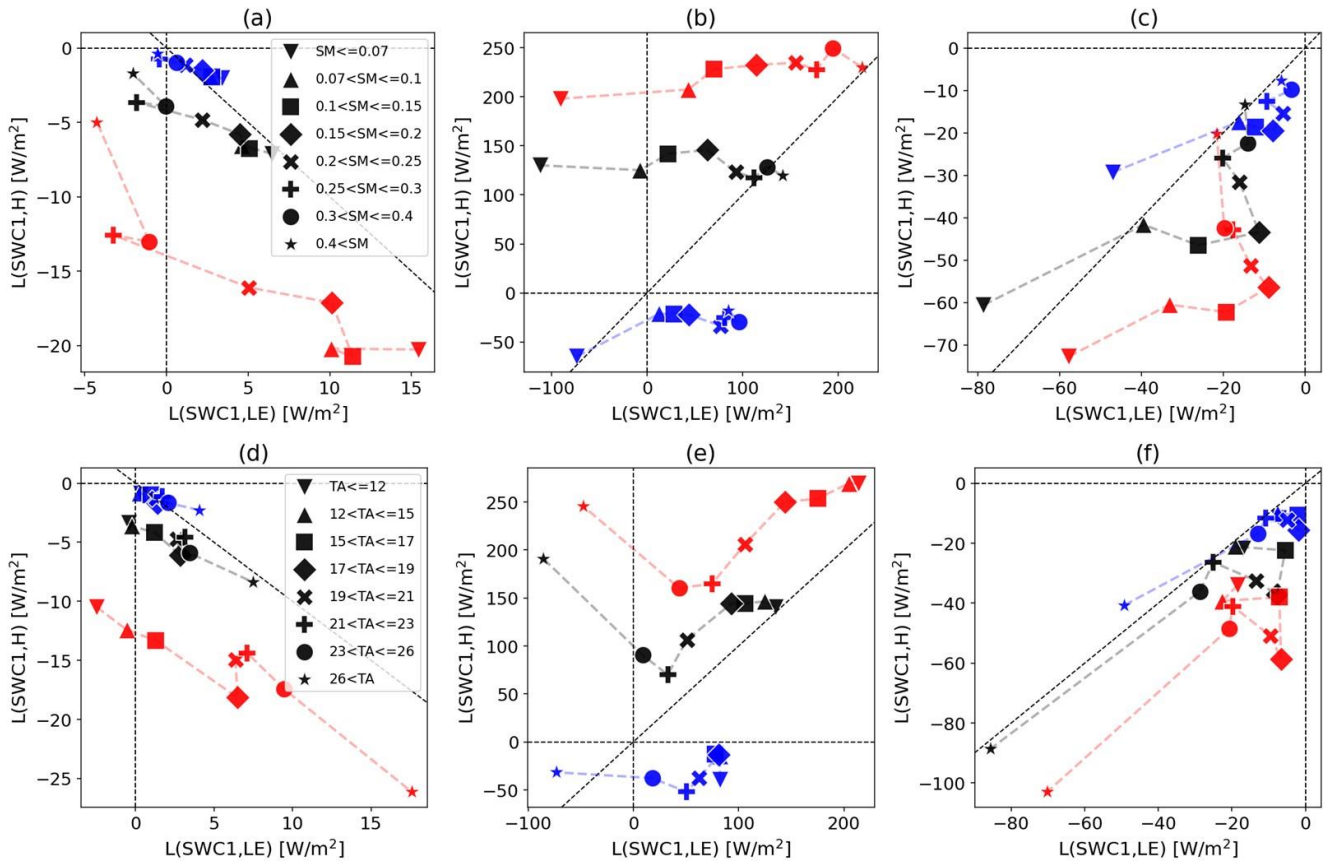 (a)
L(SWC1,H) [W/m²]
0
−5
−10
−15
−20
−5
0
5
10
15
L(SWC1,LE) [W/m²]
SM<=0.07
0.07<SM<=0.1
0.1<SM<=0.15
0.15<SM<=0.2
0.2<SM<=0.25
0.25<SM<=0.3
0.3<SM<=0.4
0.4<SM
(b)
L(SWC1,H) [W/m²]
250
200
150
100
50
0
−50
−100
0
100
200
L(SWC1,LE) [W/m²]
(c)
L(SWC1,H) [W/m²]
0
−10
−20
−30
−40
−50
−60
−70
−80
−60
−40
−20
0
L(SWC1,LE) [W/m²]
(d)
L(SWC1,H) [W/m²]
0
−5
−10
−15
−20
−25
0
5
10
15
L(SWC1,LE) [W/m²]
TA<=12
12<TA<=15
15<TA<=17
17<TA<=19
19<TA<=21
21<TA<=23
23<TA<=26
26<TA
(e)
L(SWC1,H) [W/m²]
250
200
150
100
50
0
−50
−100
0
100
200
L(SWC1,LE) [W/m²]
(f)
L(SWC1,H) [W/m²]
0
−20
−40
−60
−80
−100
−80
−60
−40
−20
0
L(SWC1,LE) [W/m²]